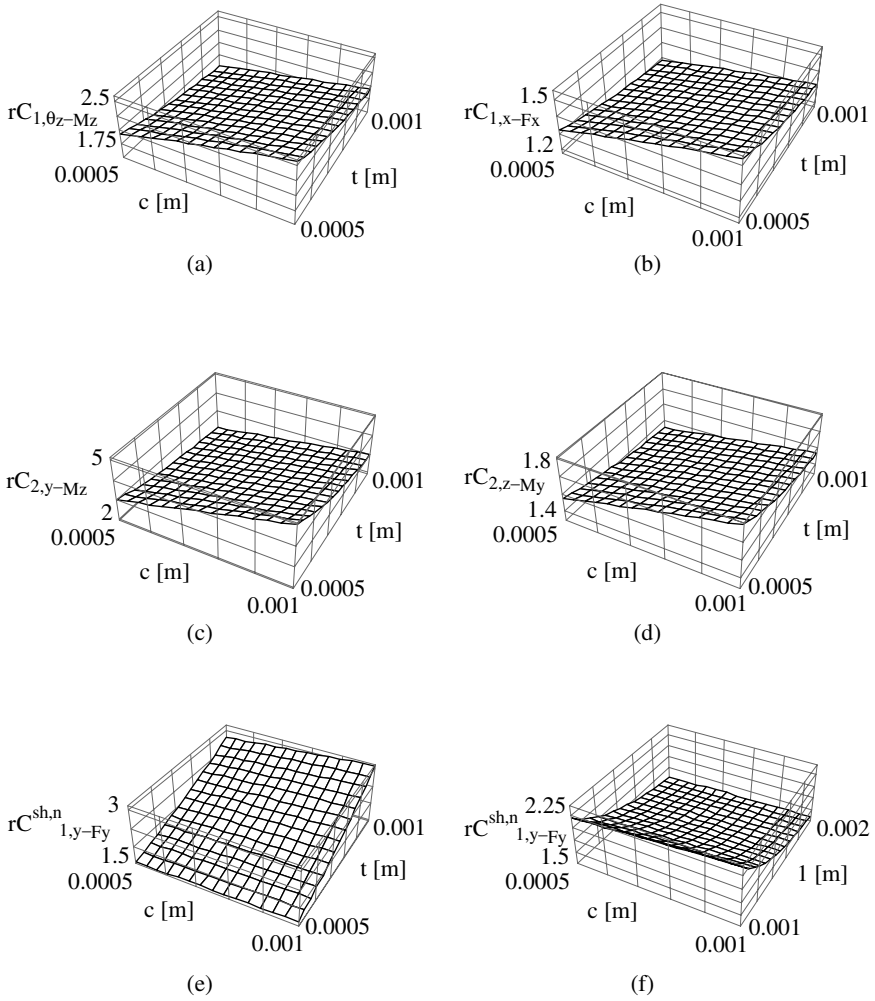 2.5
rC1,θz−Mz
1.75
0.0005
c [m]
0.0005
t [m]
0.001
(a)
1.5
rC1,x−Fx
1.2
0.0005
c [m]
0.001
0.0005
t [m]
0.001
(b)
5
rC2,y−Mz
2
0.0005
c [m]
0.001
0.0005
t [m]
0.001
(c)
1.8
rC2,z−My
1.4
0.0005
c [m]
0.001
0.0005
t [m]
0.001
(d)
3
rCsh,n1,y−Fy
1.5
0.0005
c [m]
0.001
0.0005
t [m]
0.001
(e)
2.25
rCsh,n1,y−Fy
1.5
0.0005
c [m]
0.001
0.001
1 [m]
0.002
(f)